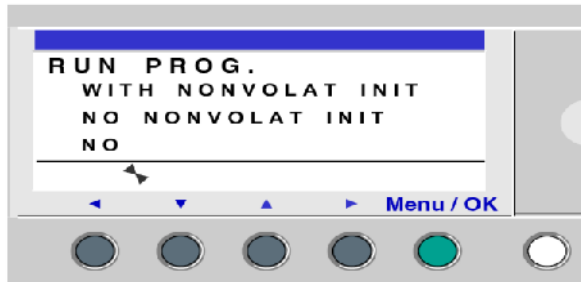 RUN PROG.
WITH NONVOLAT INIT
NO NONVOLAT INIT
NO
Menu / OK